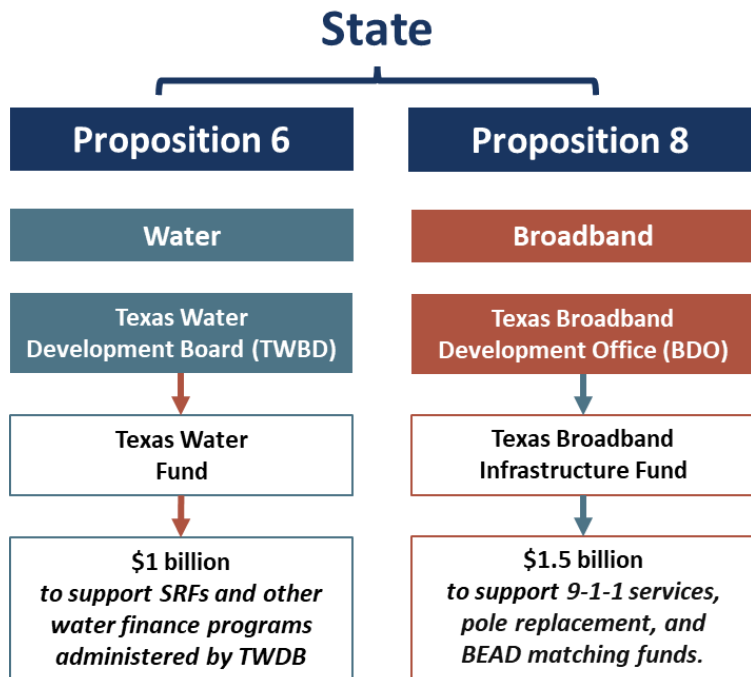 State
Proposition 6
Water
Texas Water
Development Board (TWBD)
Texas Water
Fund
$1 billion
to support SRFs and other
water finance programs
administered by TWDB
Proposition 8
Broadband
Texas Broadband
Development Office (BDO)
Texas Broadband
Infrastructure Fund
$1.5 billion
to support 9-1-1 services,
pole replacement, and
BEAD matching funds.